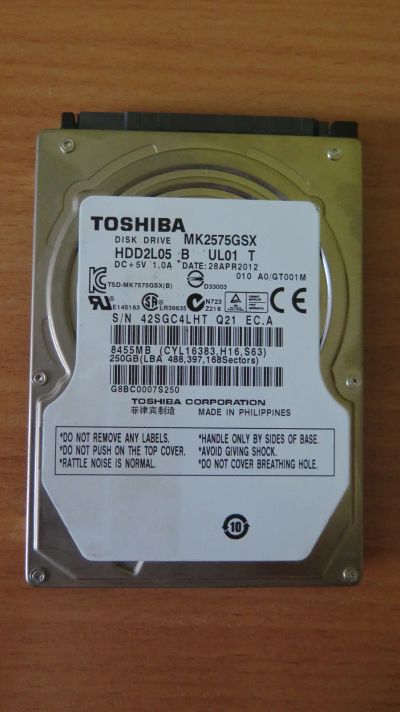 TOSHIBA
DISK DRIVE MK2575GSX
HDD2L05 B UL01 T
DC+5V 1.0A DATE:28APR2012
010 A0/GT001M
TSD-MK7575GSX(B)
D33003
E145163
LR39635
N723
Z218
CE
S/N 42SGC4LHT Q21 EC.A
8455MB (CYL16383,H16,S63)
250GB(LBA 488,397,168Sectors)
G8BC0007S250
TOSHIBA CORPORATION
菲律宾制造 MADE IN PHILIPPINES
*DO NOT REMOVE ANY LABELS. *HANDLE ONLY BY SIDES OF BASE.
*DO NOT PUSH ON THE TOP COVER. *AVOID GIVING SHOCK.
*RATTLE NOISE IS NORMAL. *DO NOT COVER BREATHING HOLE.
10